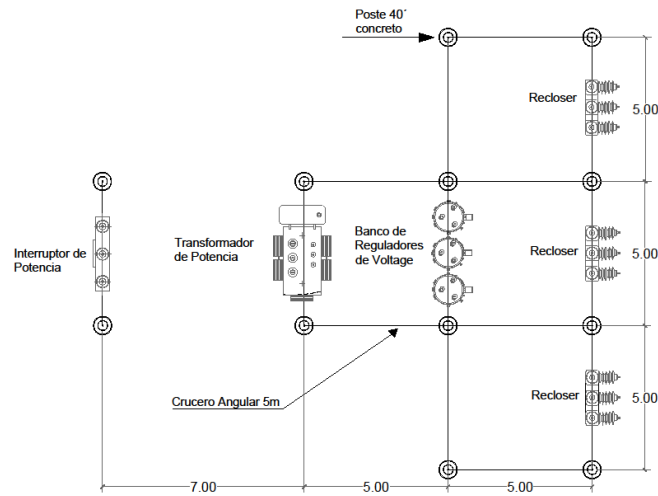 Poste 40´
concreto
Recloser
5.00
Interruptor de
Potencia
Transformador
de Potencia
Banco de
Reguladores
de Voltage
Recloser
5.00
Crucero Angular 5m
Recloser
5.00
7.00
5.00
5.00